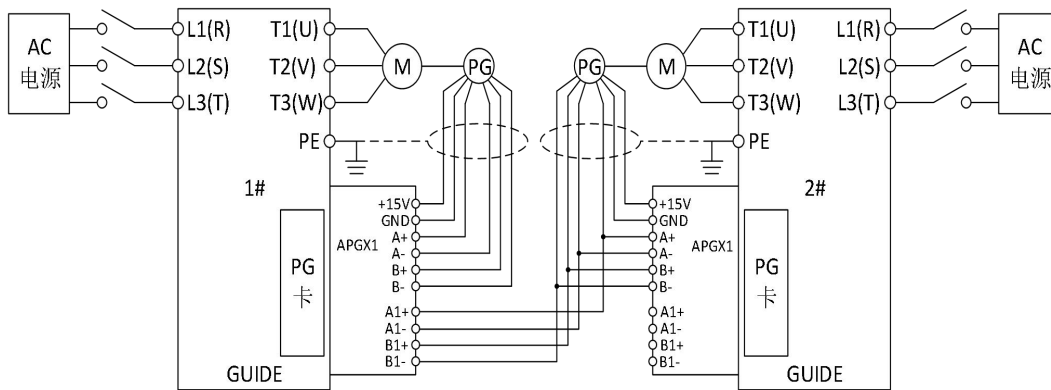 AC
电源
L1(R)
L2(S)
L3(T)
T1(U)
T2(V)
T3(W)
PE
M
PG
1#
PG
卡
GUIDE
APGX1
+15V
GND
A+
A-
B+
B-
A1+
A1-
B1+
B1-
PG
M
T1(U)
T2(V)
T3(W)
PE
L1(R)
L2(S)
L3(T)
AC
电源
2#
+15V
GND
A+
A-
B+
B-
A1+
A1-
B1+
B1-
APGX1
PG
卡
GUIDE